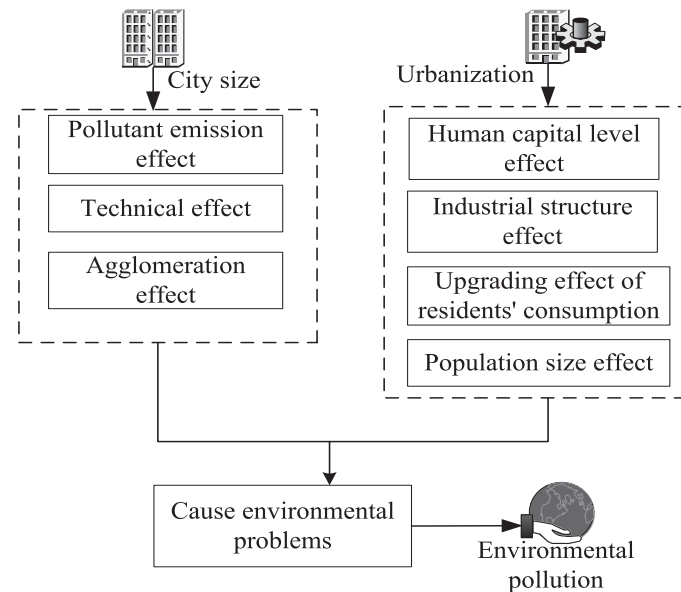 City size
Pollutant emission
effect
Technical effect
Agglomeration
effect
Urbanization
Human capital level
effect
Industrial structure
effect
Upgrading effect of
residents' consumption
Population size effect
Cause environmental
problems
Environmental
pollution